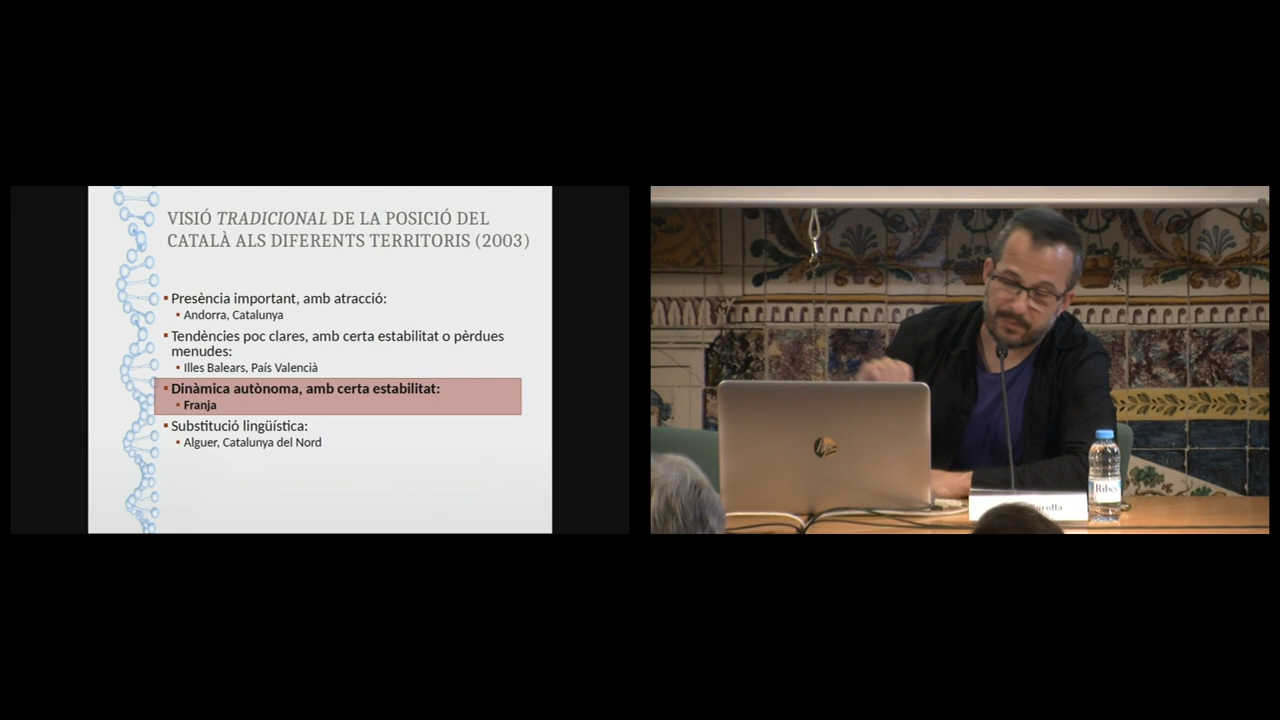 VISIÓ TRADICIONAL DE LA POSICIÓ DEL
CATALÀ ALS DIFERENTS TERRITORIS (2003)
Presència important, amb atracció:
Andorra, Catalunya
Tendències poc clares, amb certa estabilitat o pèrdues
menudes:
Illes Balears, País Valencià
Dinàmica autònoma, amb certa estabilitat:
Franja
Substitució lingüística:
Alguer, Catalunya del Nord
hp
Ribes